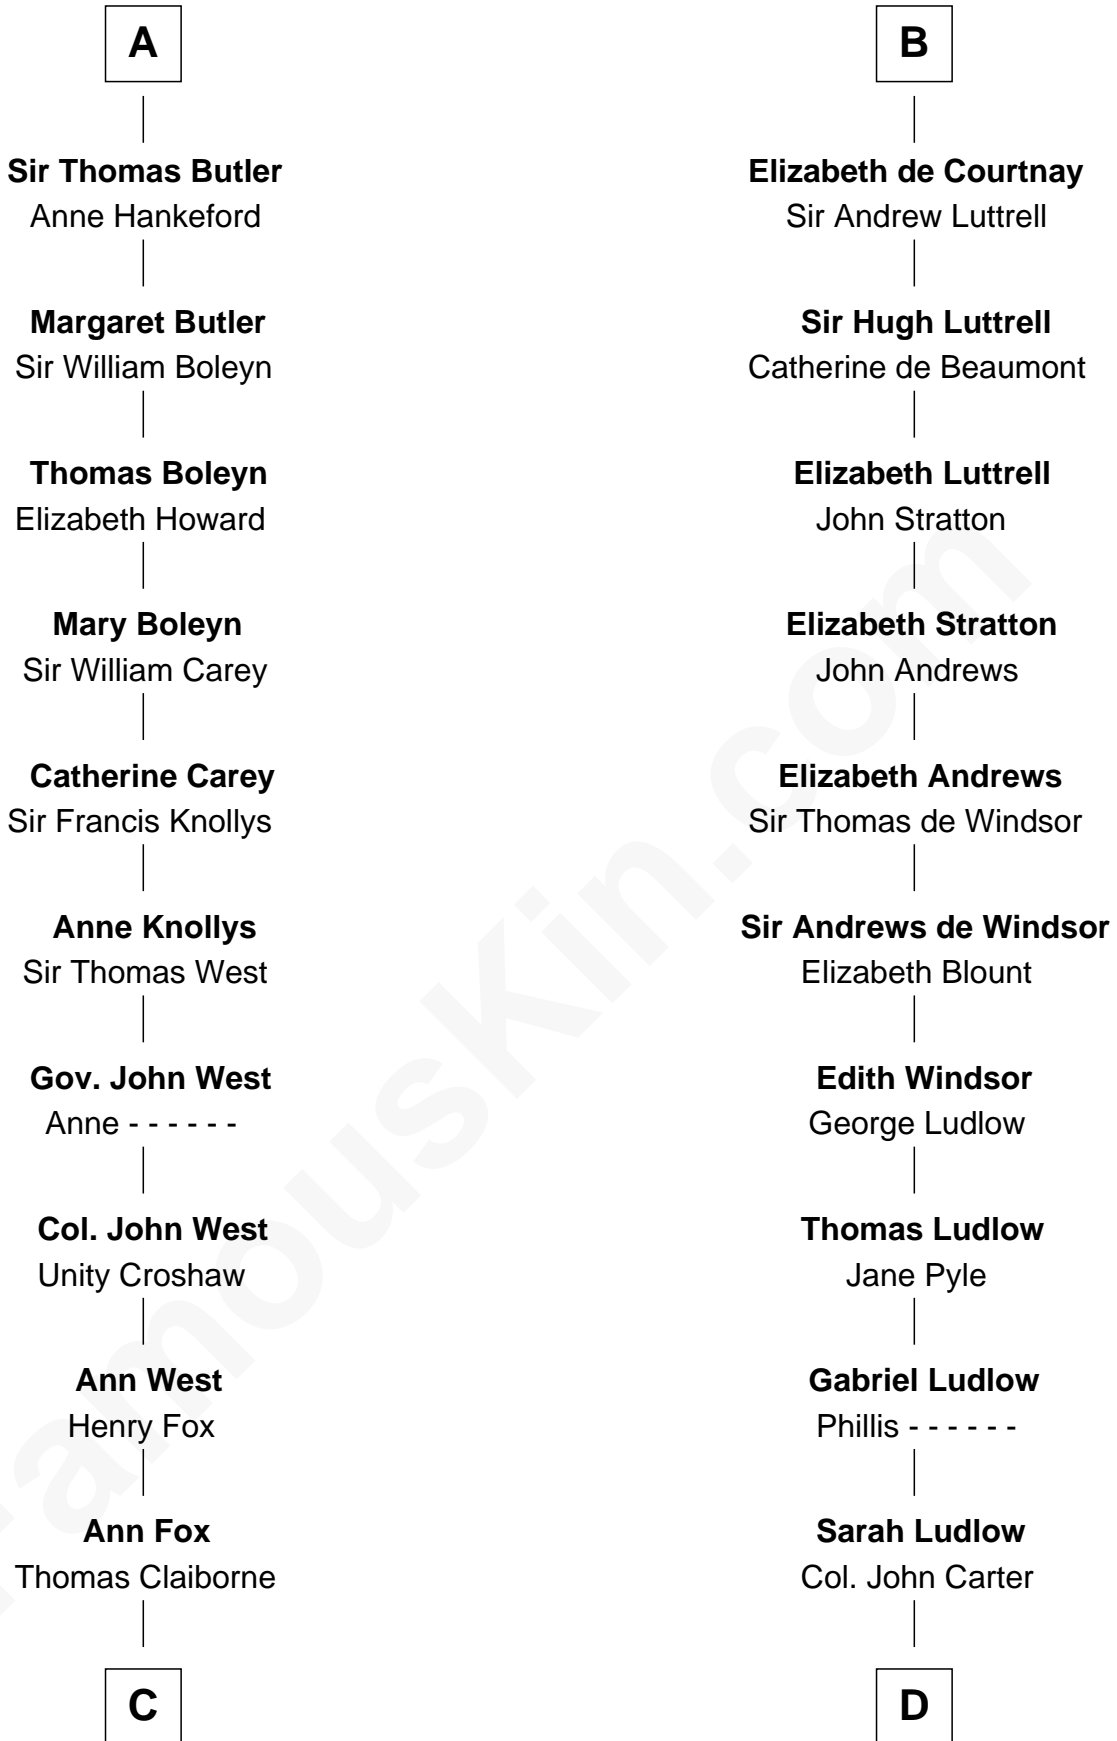 A
Sir Thomas Butler
Anne Hankeford
Margaret Butler
Sir William Boleyn
Thomas Boleyn
Elizabeth Howard
Mary Boleyn
Sir William Carey
Catherine Carey
Sir Francis Knollys
Anne Knollys
Sir Thomas West
Gov. John West
Anne - - - - - -
Col. John West
Unity Croshaw
Ann West
Henry Fox
Ann Fox
Thomas Claiborne
C
B
Elizabeth de Courtnay
Sir Andrew Luttrell
Sir Hugh Luttrell
Catherine de Beaumont
Elizabeth Luttrell
John Stratton
Elizabeth Stratton
John Andrews
Elizabeth Andrews
Sir Thomas de Windsor
Sir Andrews de Windsor
Elizabeth Blount
Edith Windsor
George Ludlow
Thomas Ludlow
Jane Pyle
Gabriel Ludlow
Phillis - - - - - -
Sarah Ludlow
Col. John Carter
D
FamousKin.com